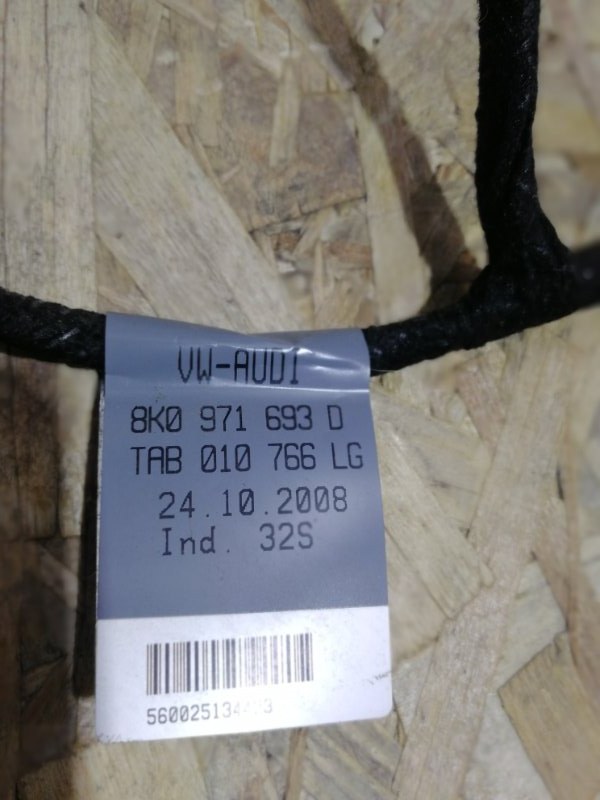 VW-AUDI
8K0 971 693 D
TAB 010 766 LG
24.10.2008
Ind. 32S